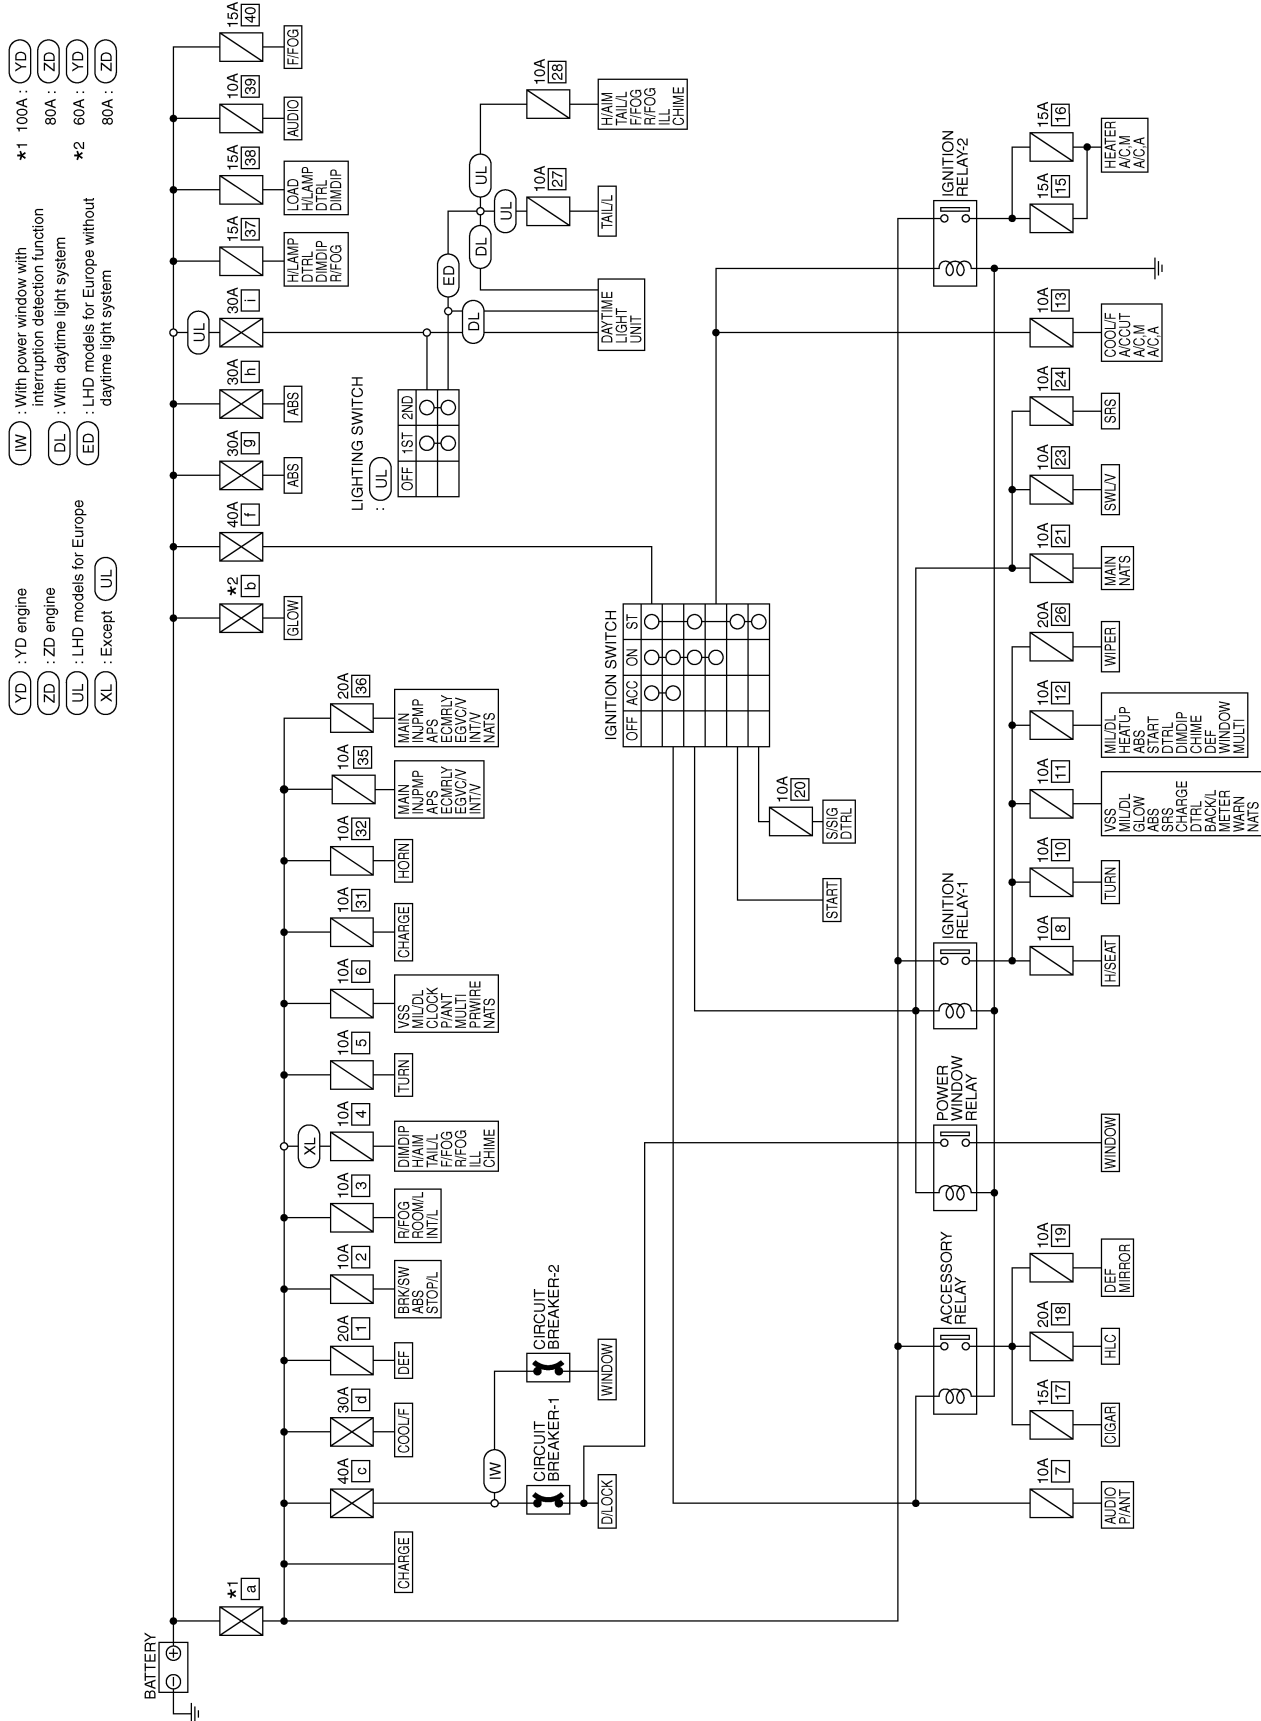 YD : YD engine
ZD : ZD engine
UL : LHD models for Europe
XL : Except UL
IW : With power window with
interruption detection function
DL : With daytime light system
ED : LHD models for Europe without
daytime light system
*1 100A : YD
80A : ZD
*2 60A : YD
80A : ZD
BATTERY
*1
a
*2
b
GLOW
40A
f
30A
g
ABS
30A
h
ABS
UL
30A
i
15A
37
H/LAMP
DTRL
DIMDIP
R/FOG
15A
38
LOAD
H/LAMP
DTRL
DIMDIP
10A
39
AUDIO
15A
40
F/FOG
CHARGE
40A
c
30A
d
COOL/F
20A
1
DEF
10A
2
BRK/SW
ABS
STOP/L
10A
3
R/FOG
ROOM/L
INT/L
XL
10A
4
DIMDIP
H/AIM
TAIL/L
F/FOG
R/FOG
ILL
CHIME
10A
5
TURN
10A
6
VSS
MIL/DL
CLOCK
P/ANT
MULTI
PRWIRE
NATS
10A
31
CHARGE
10A
32
HORN
10A
35
MAIN
INJPMP
APS
ECMRLY
EGVC/V
INT/V
20A
36
MAIN
INJPMP
APS
ECMRLY
EGVC/V
INT/V
NATS
LIGHTING SWITCH
: UL
OFF 1ST 2ND
ED
DL
DL
UL
UL
DAYTIME
LIGHT
UNIT
10A
27
TAIL/L
10A
28
H/AIM
TAIL/L
F/FOG
R/FOG
ILL
CHIME
IW
CIRCUIT
BREAKER-1
D/LOCK
CIRCUIT
BREAKER-2
WINDOW
IGNITION SWITCH
OFF ACC ON ST
START
10A
20
S/SIG
DTRL
ACCESSORY
RELAY
POWER
WINDOW
RELAY
IGNITION
RELAY-1
IGNITION
RELAY-2
10A
7
AUDIO
P/ANT
15A
17
CIGAR
20A
18
HLC
10A
19
DEF
MIRROR
WINDOW
10A
8
H/SEAT
10A
10
TURN
10A
11
VSS
MIL/DL
GLOW
ABS
SRS
CHARGE
DTRL
BACK/L
METER
WARN
NATS
10A
12
MIL/DL
HEATUP
ABS
START
DTRL
DIMDIP
CHIME
DEF
WINDOW
MULTI
20A
26
WIPER
10A
21
MAIN
NATS
10A
23
SWL/V
10A
24
SRS
10A
13
COOL/F
A/CCUT
A/C,M
A/C,A
15A
15
15A
16
HEATER
A/C,M
A/C,A